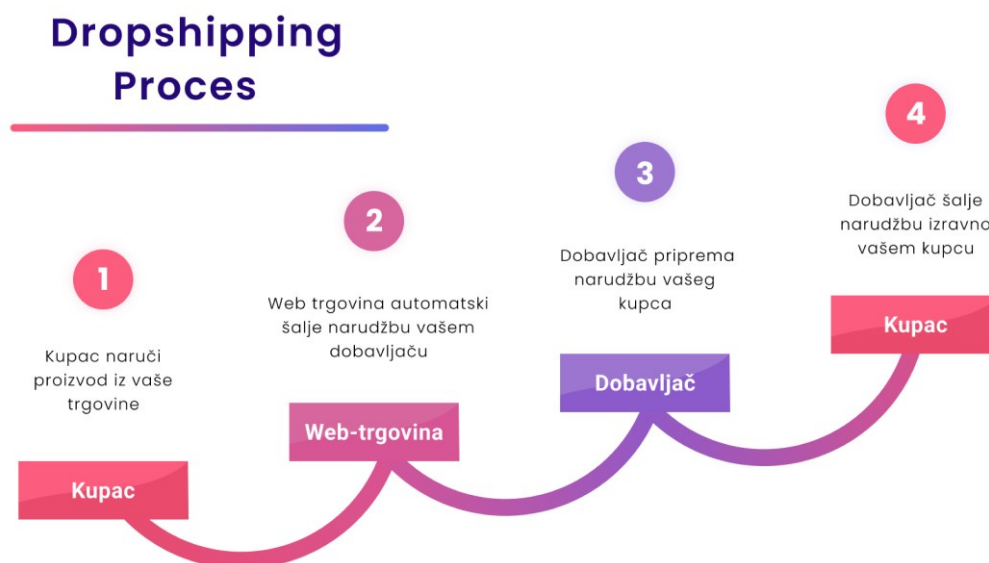 Dropshipping
Proces
1
Kupac naruči
proizvod iz vaše
trgovine
Kupac
2
Web trgovina automatski
šalje narudžbu vašem
dobavljaču
Web-trgovina
3
Dobavljač priprema
narudžbu vašeg
kupca
Dobavljač
4
Dobavljač šalje
narudžbu izravno
vašem kupcu
Kupac